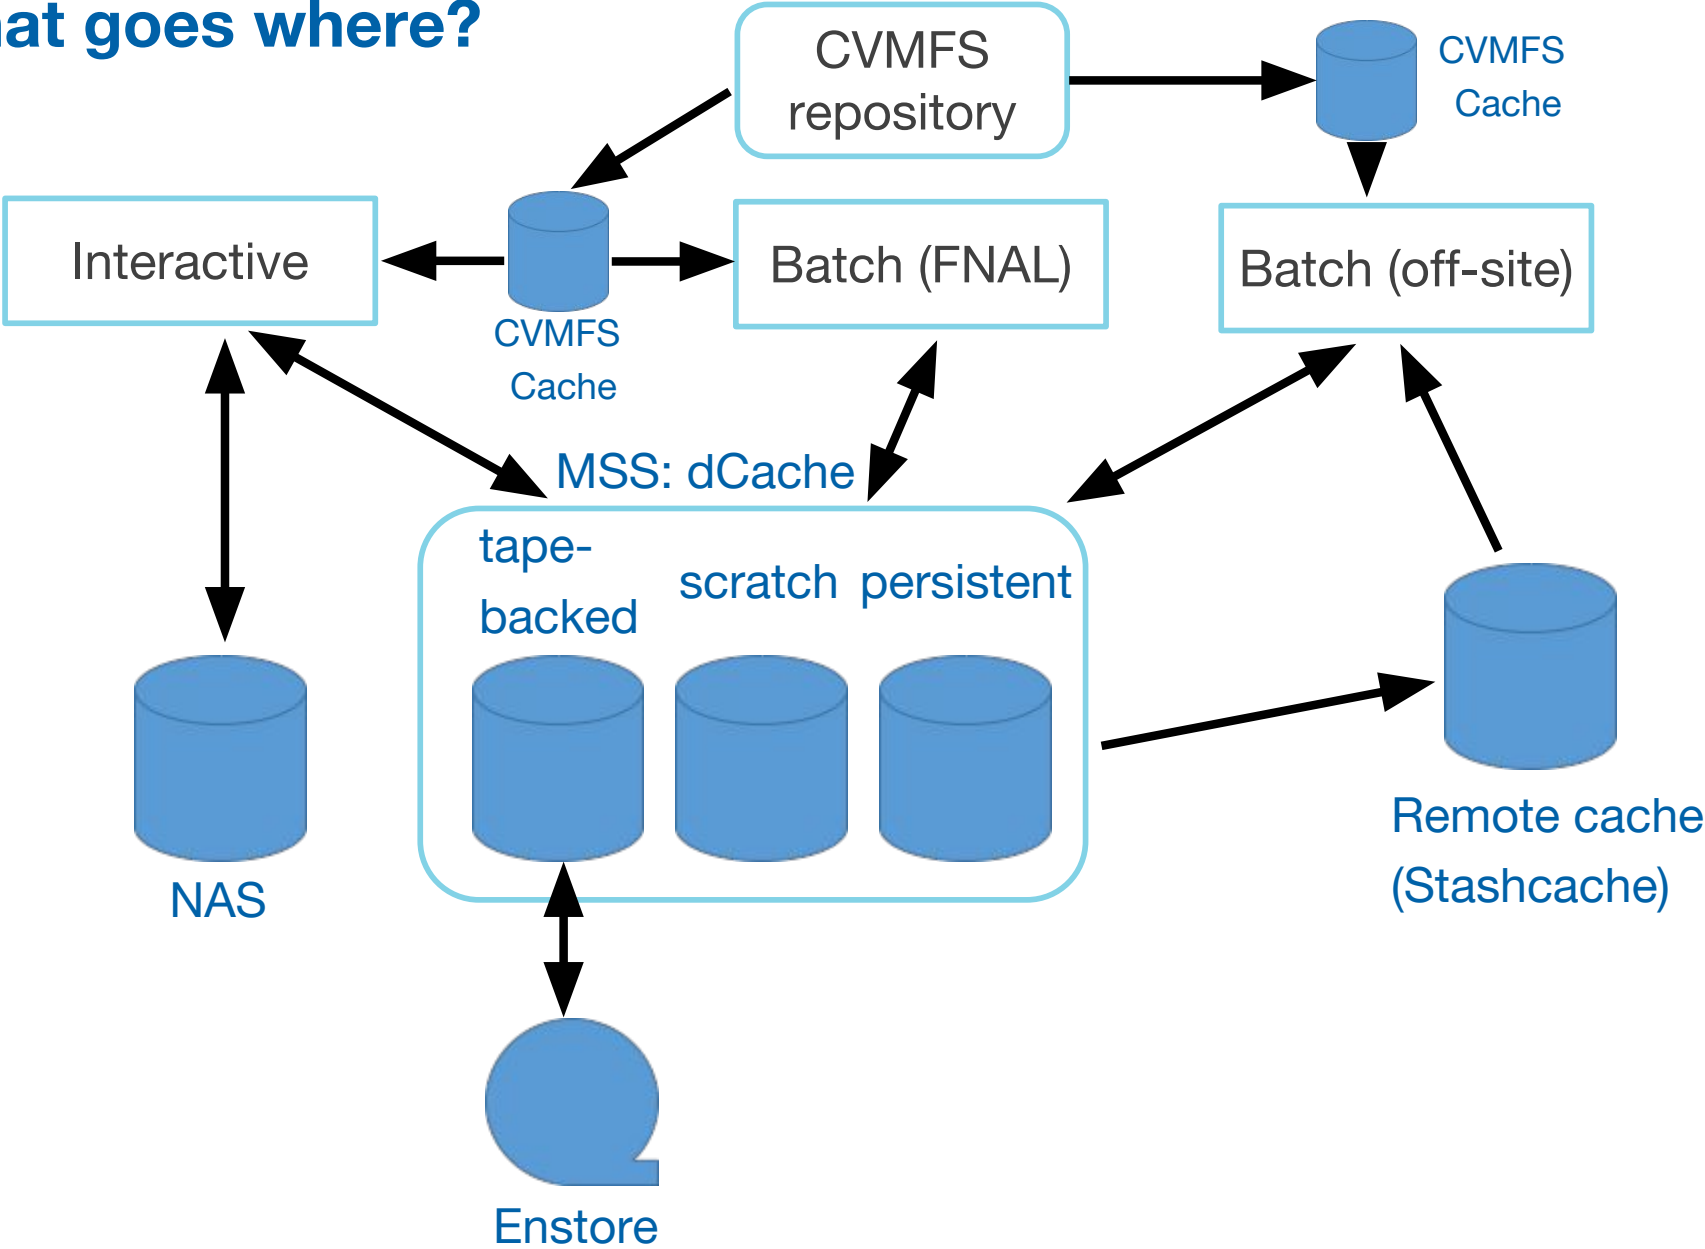 hat goes where?
CVMFS
repository
CVMFS
Cache
Interactive
Batch (FNAL)
Batch (off-site)
CVMFS
Cache
MSS: dCache
tape-
backed
scratch
persistent
NAS
Remote cache
(Stashcache)
Enstore